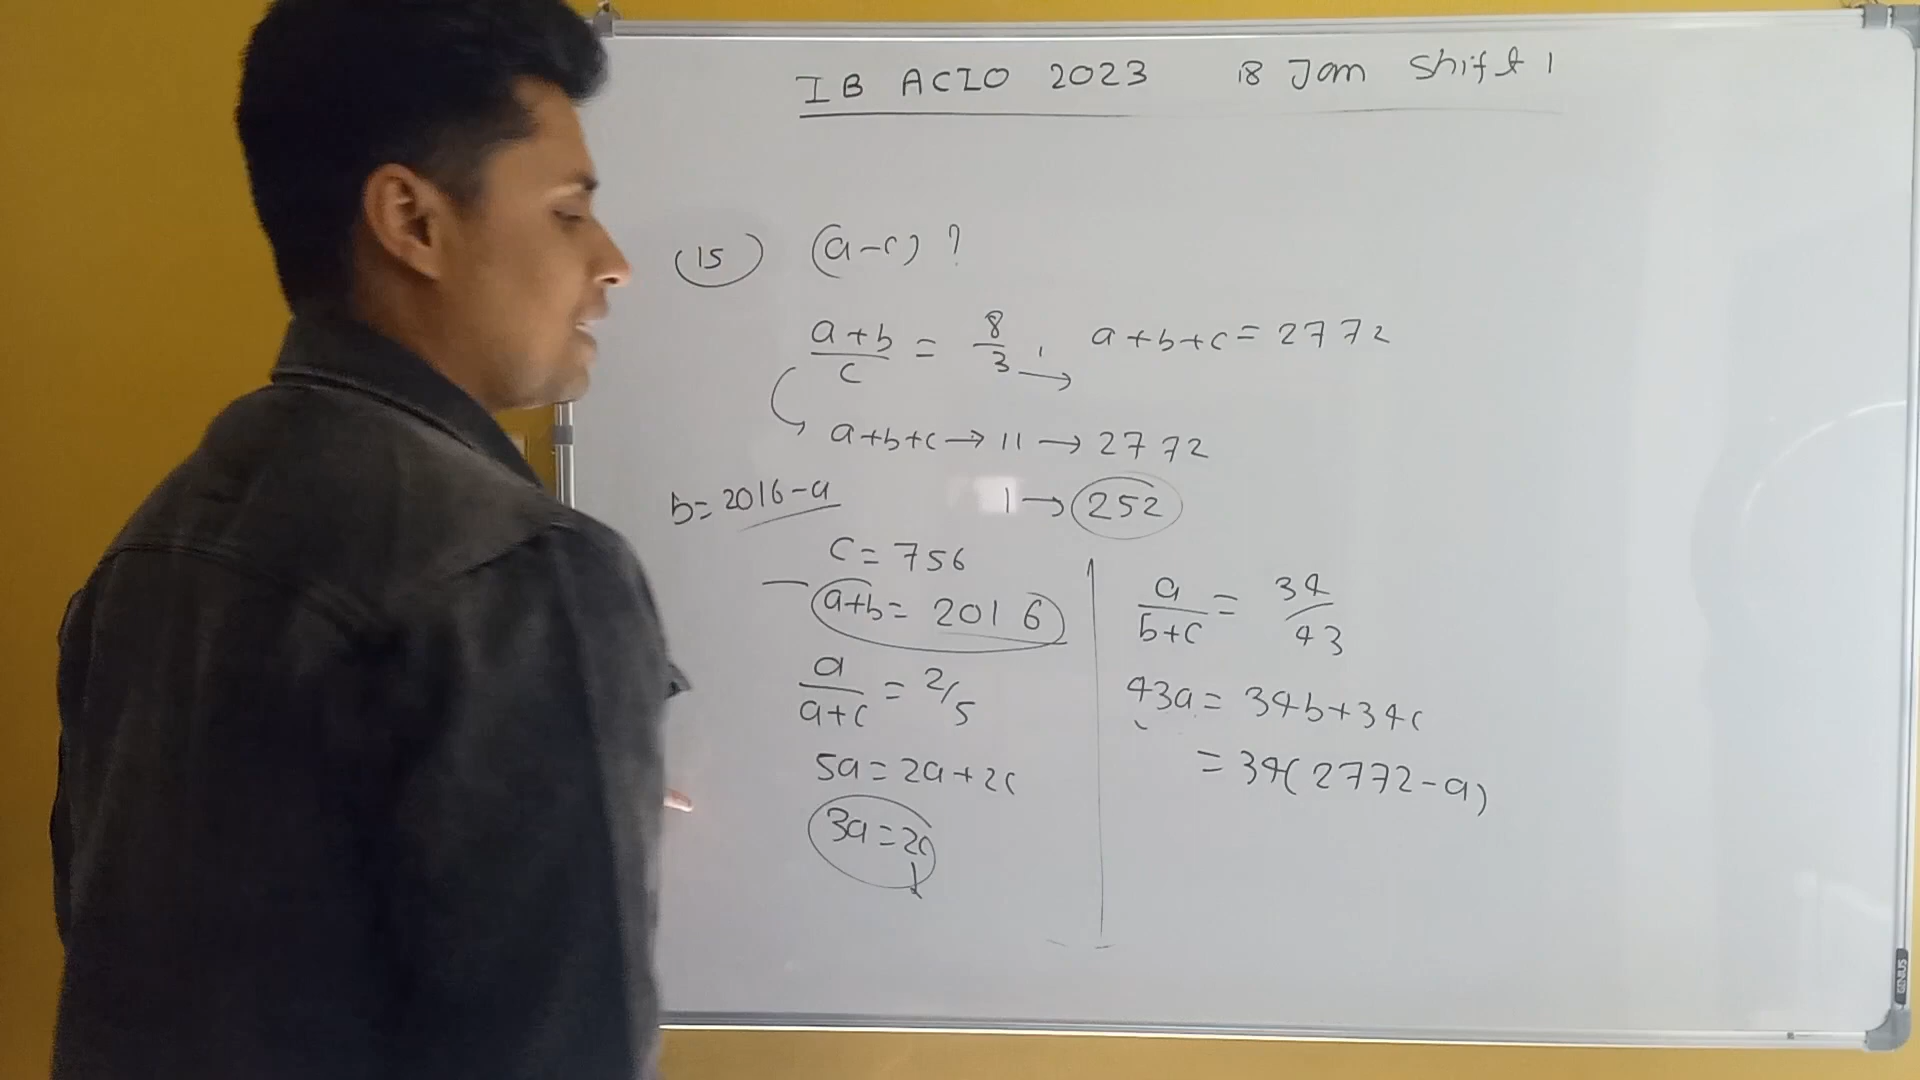 IB ACIO 2023 18 Jan Shift 1
(15) (a-c) ?
a+b/c = 8/3 , a+b+c = 2772
a+b+c → 11 → 2772
b = 2016-a
1 → 252
c = 756
a+b = 2016
a/a+c = 2/5
5a = 2a+2c
3a = 2c
a/b+c = 34/43
43a = 34b+34c
= 34(2772-a)
GENIUS